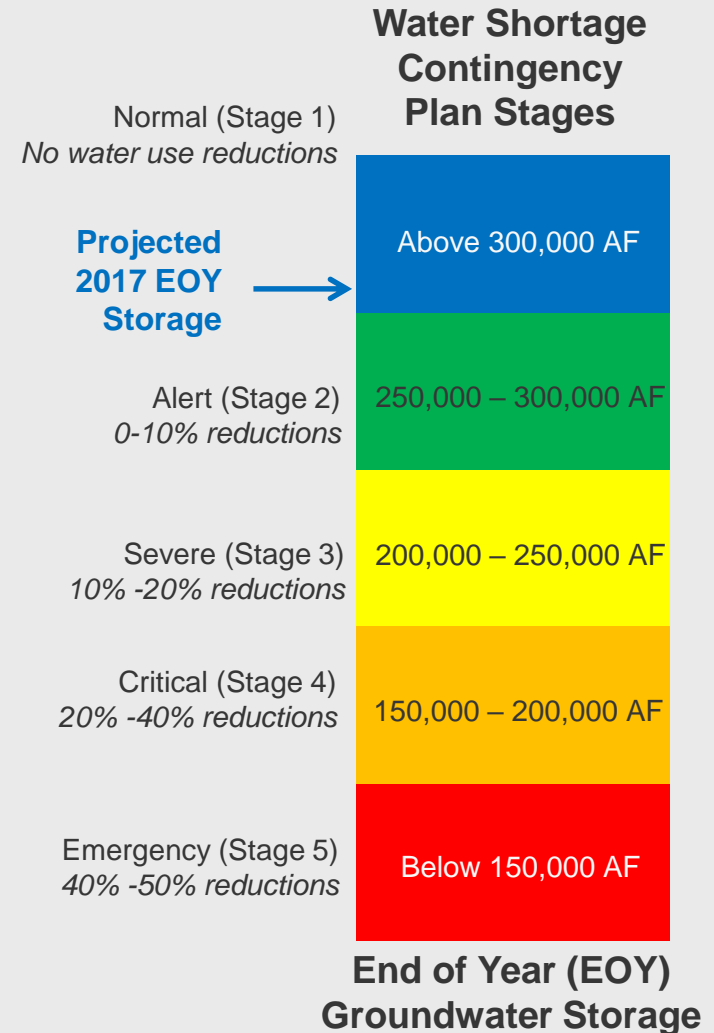 Water Shortage
Contingency
Plan Stages
Normal (Stage 1)
No water use reductions
Above 300,000 AF
Projected
2017 EOY
Storage
Alert (Stage 2)
0-10% reductions
250,000 – 300,000 AF
Severe (Stage 3)
10% -20% reductions
200,000 – 250,000 AF
Critical (Stage 4)
20% -40% reductions
150,000 – 200,000 AF
Emergency (Stage 5)
40% -50% reductions
Below 150,000 AF
End of Year (EOY)
Groundwater Storage